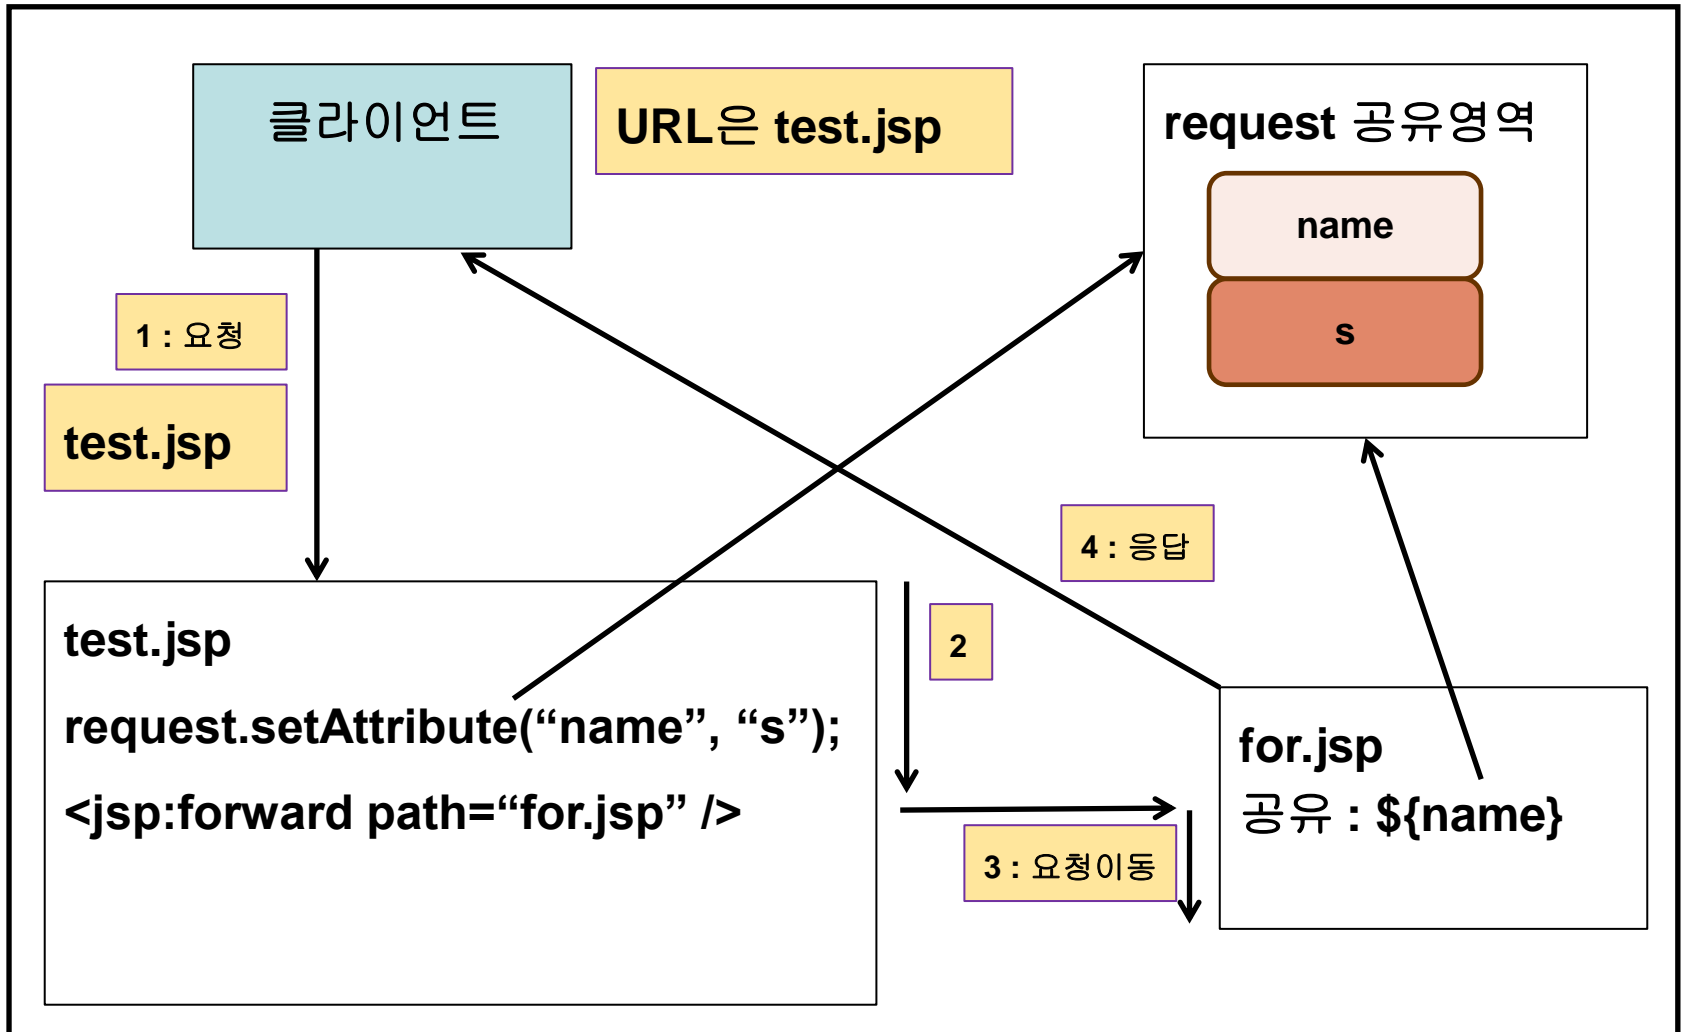 클라이언트
URL은 test.jsp
request 공유영역
name
s
1 : 요청
test.jsp
4 : 응답
test.jsp
request.setAttribute(“name”, “s”);
<jsp:forward path=“for.jsp” />
2
3 : 요청이동
for.jsp
공유 : ${name}